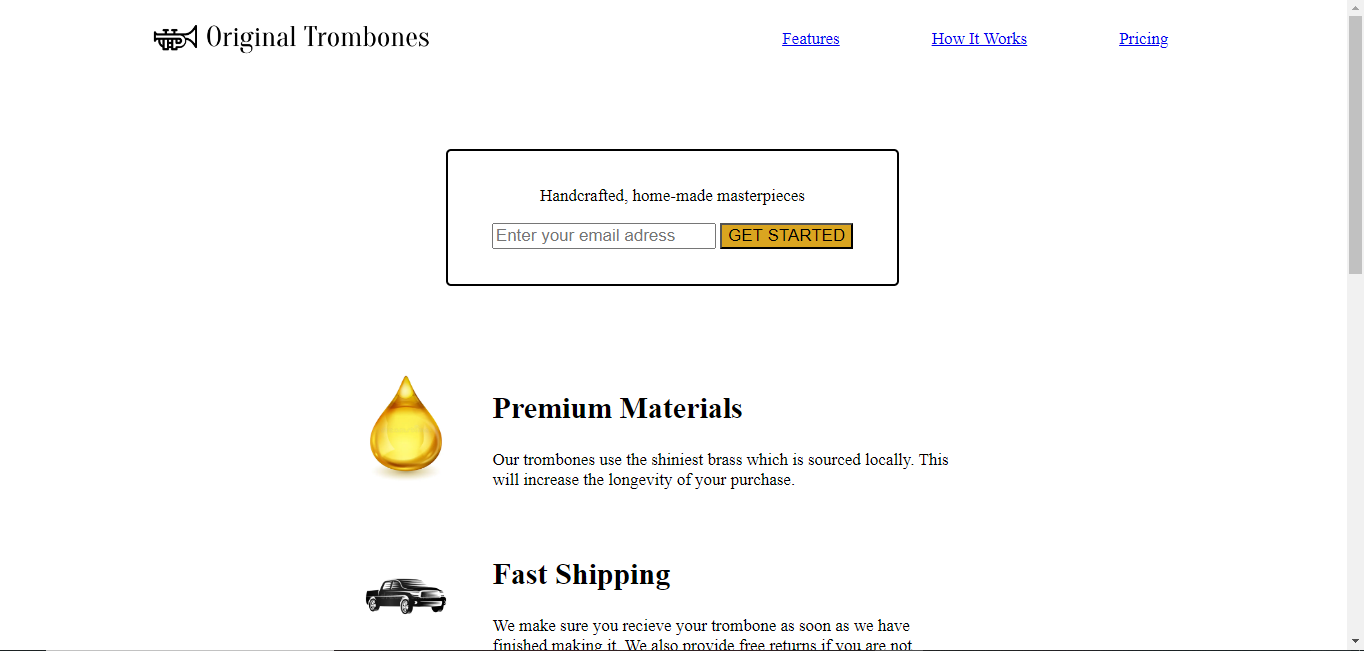 Original Trombones
Features
How It Works
Pricing
Handcrafted, home-made masterpieces
Enter your email adress
GET STARTED
Premium Materials
Our trombones use the shiniest brass which is sourced locally. This
will increase the longevity of your purchase.
Fast Shipping
We make sure you recieve your trombone as soon as we have
finished making it. We also provide free returns if you are not